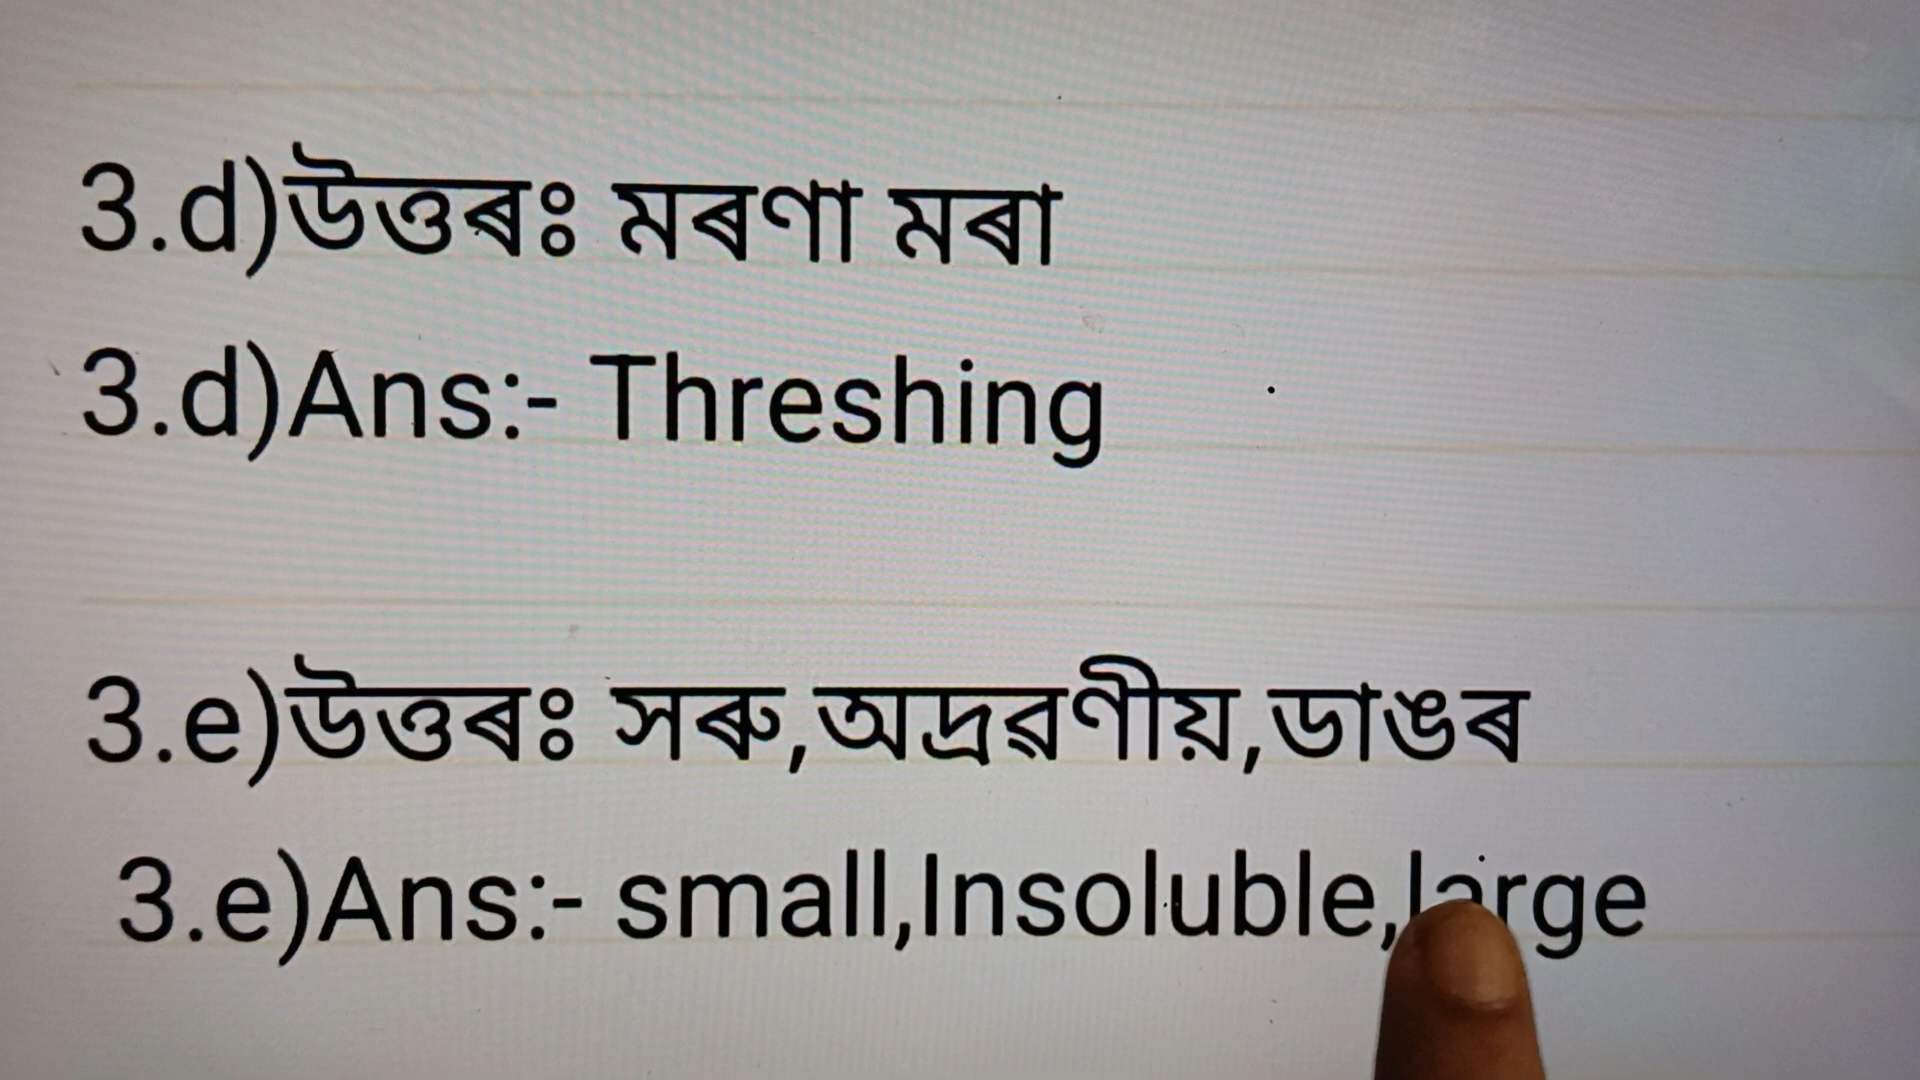 3.d)উত্তৰঃ মৰণা মৰা
3.d)Ans:- Threshing
3.e)উত্তৰঃ সৰু,অদ্ৰৱণীয়,ডাঙৰ
3.e)Ans:- small,Insoluble,large